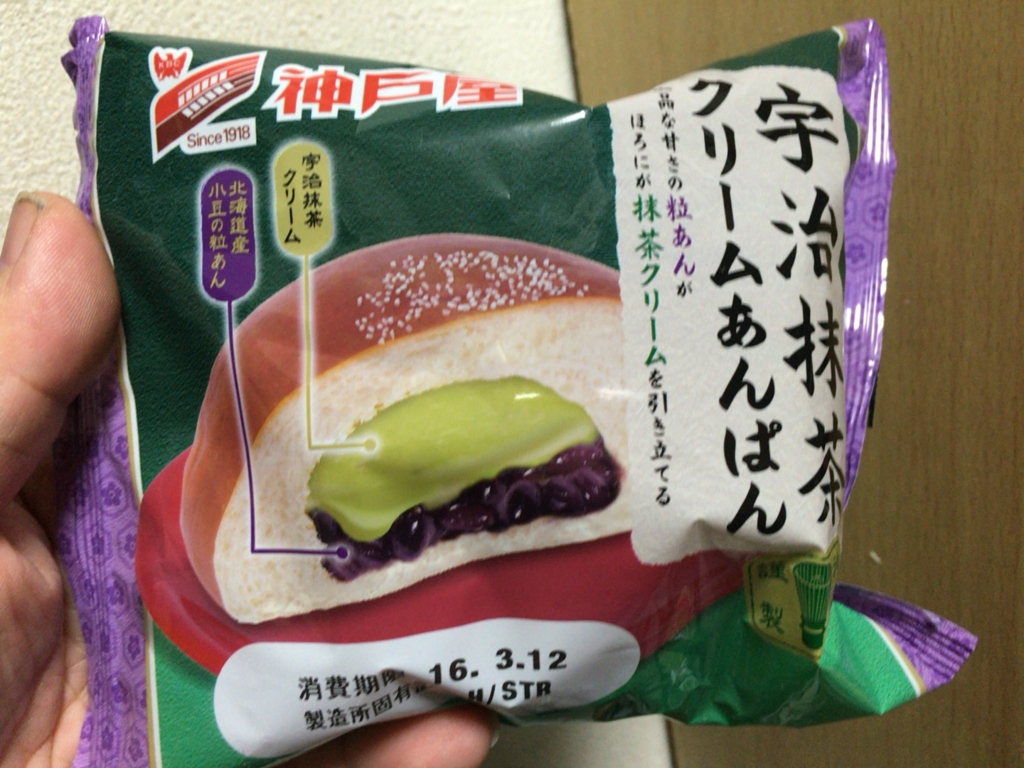 KBC
神戸屋
Since 1918
宇治抹茶
クリームあんぱん
品な甘さの粒あんが
ほろにが抹茶クリームを引き立てる
宇治抹茶
クリーム
北海道産
小豆の粒あん
謹製
消費期限 16. 3.12
製造所固有 H/STR